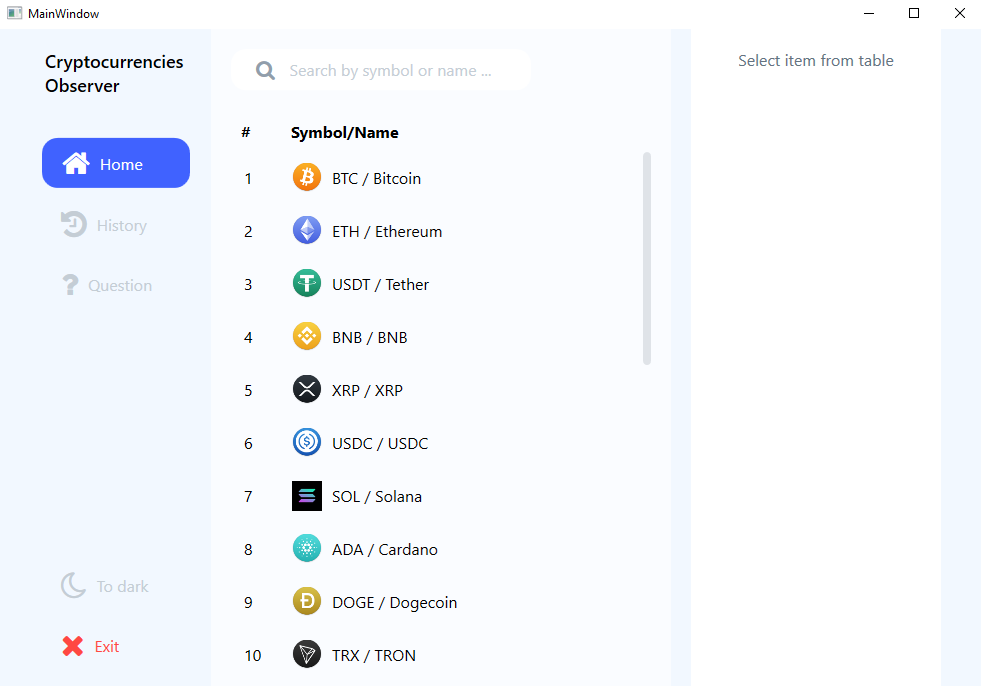 MainWindow
Cryptocurrencies
Observer
Home
History
Question
To dark
Exit
Search by symbol or name ...
# Symbol/Name
1 BTC / Bitcoin
2 ETH / Ethereum
3 USDT / Tether
4 BNB / BNB
5 XRP / XRP
6 USDC / USDC
7 SOL / Solana
8 ADA / Cardano
9 DOGE / Dogecoin
10 TRX / TRON
Select item from table